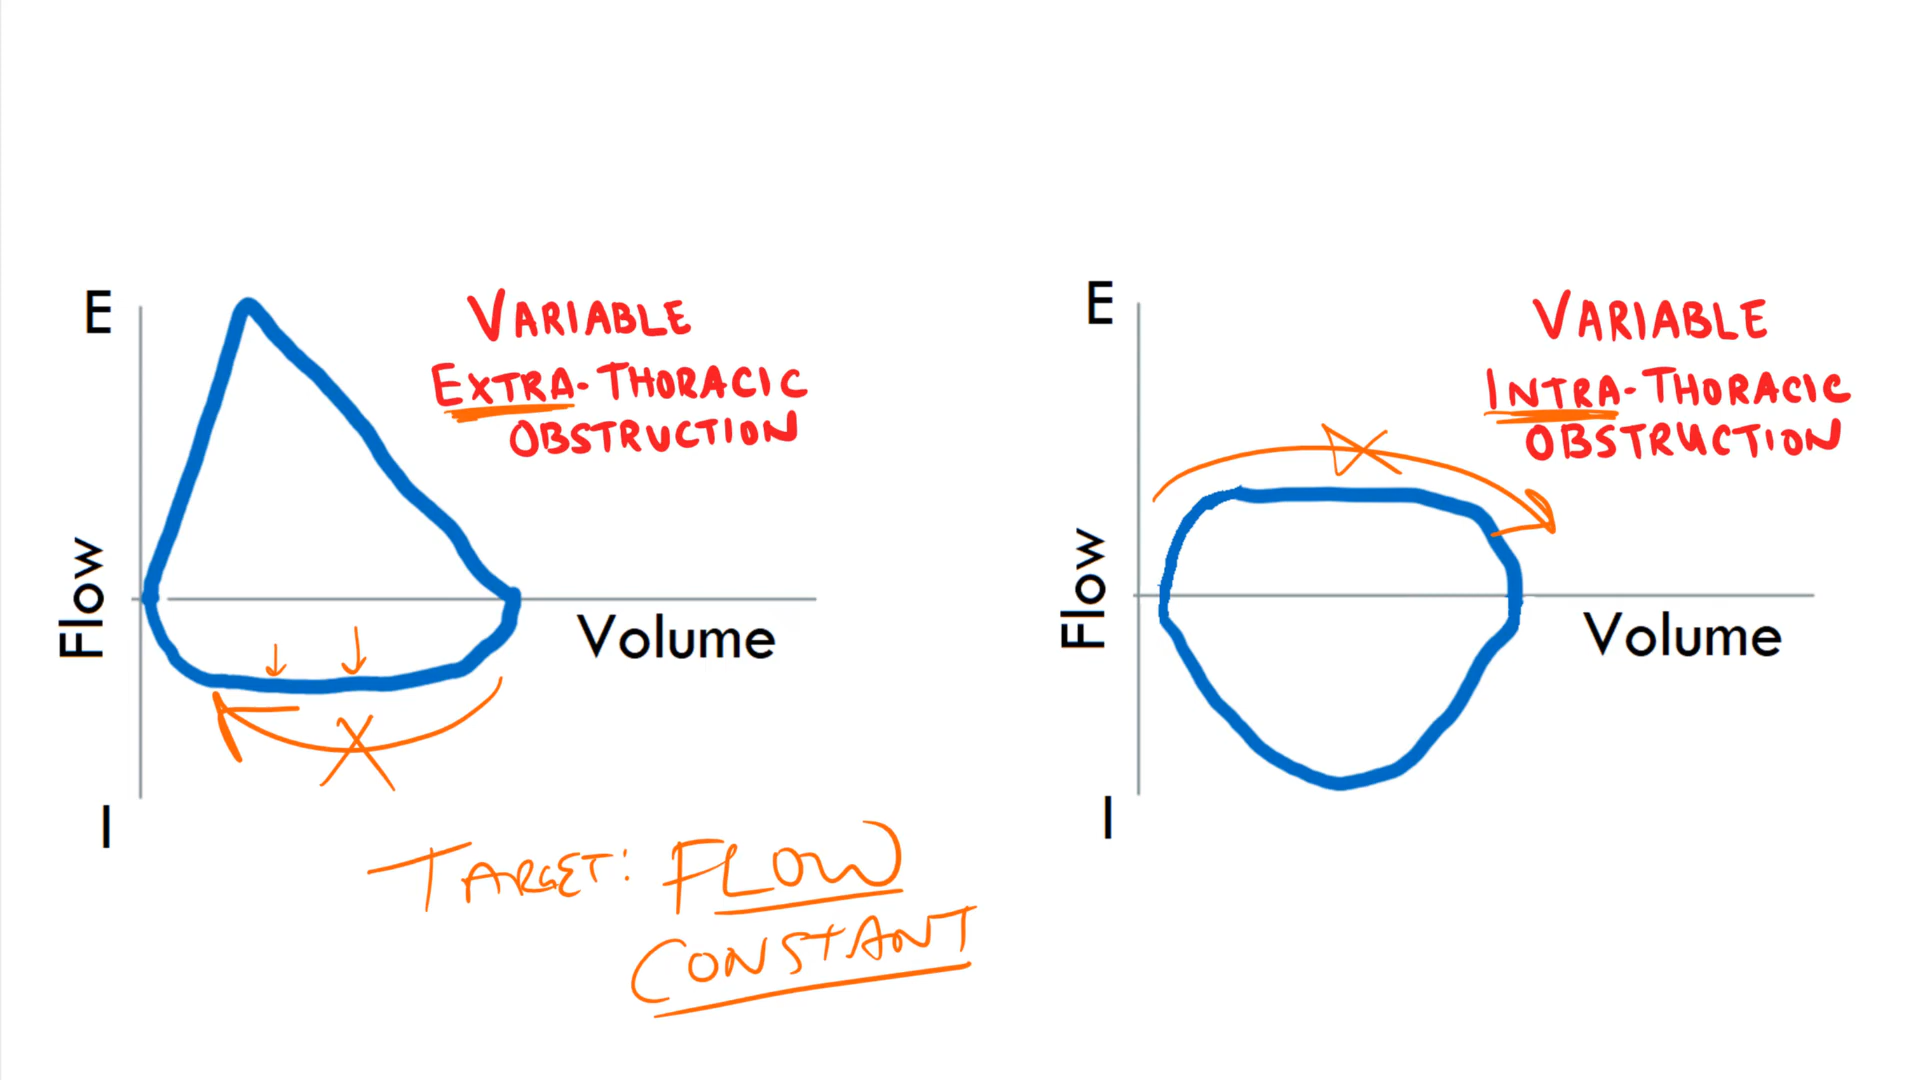 E
VARIABLE
EXTRA-THORACIC
OBSTRUCTION
Flow
Volume
I
E
VARIABLE
INTRA-THORACIC
OBSTRUCTION
Flow
Volume
I
TARGET: FLOW
CONSTANT